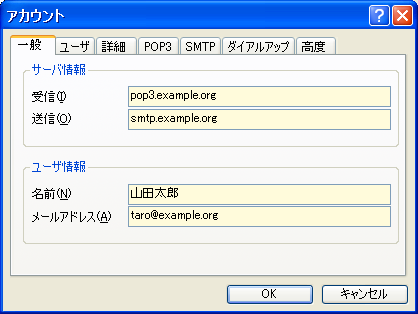 アカウント
一般 ユーザ 詳細 POP3 SMTP ダイアルアップ 高度
サーバ情報
受信(I) pop3.example.org
送信(O) smtp.example.org
ユーザ情報
名前(N) 山田太郎
メールアドレス(A) taro@example.org
OK キャンセル